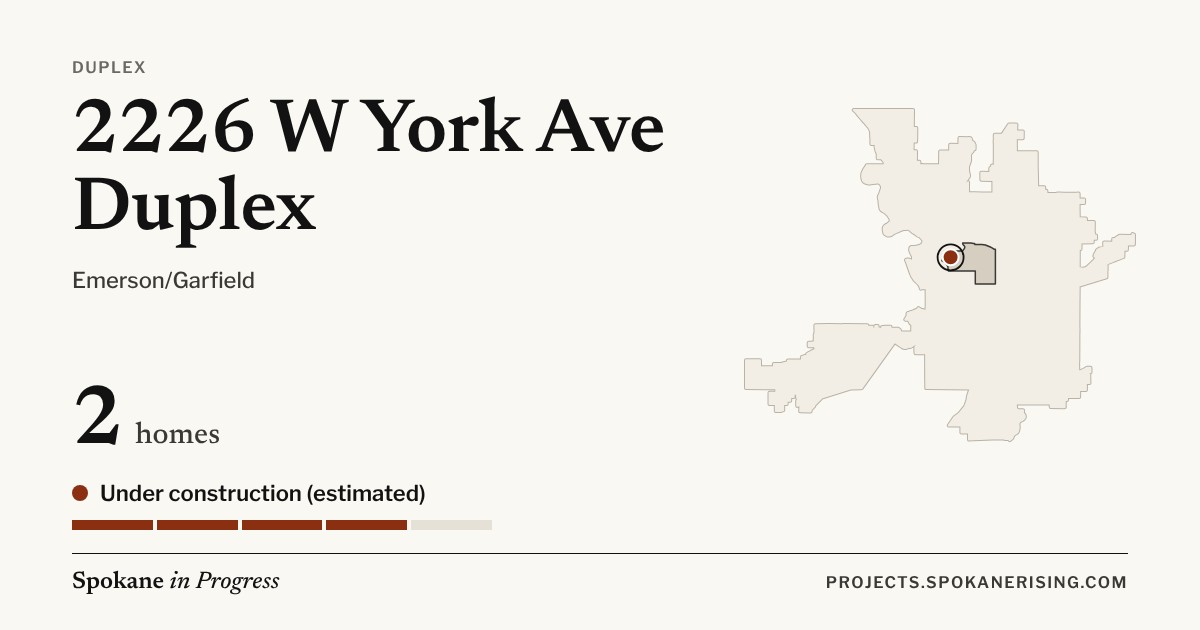 DUPLEX
2226 W York Ave
Duplex
Emerson/Garfield
2 homes
Under construction (estimated)
Spokane in Progress
PROJECTS.SPOKANERISING.COM